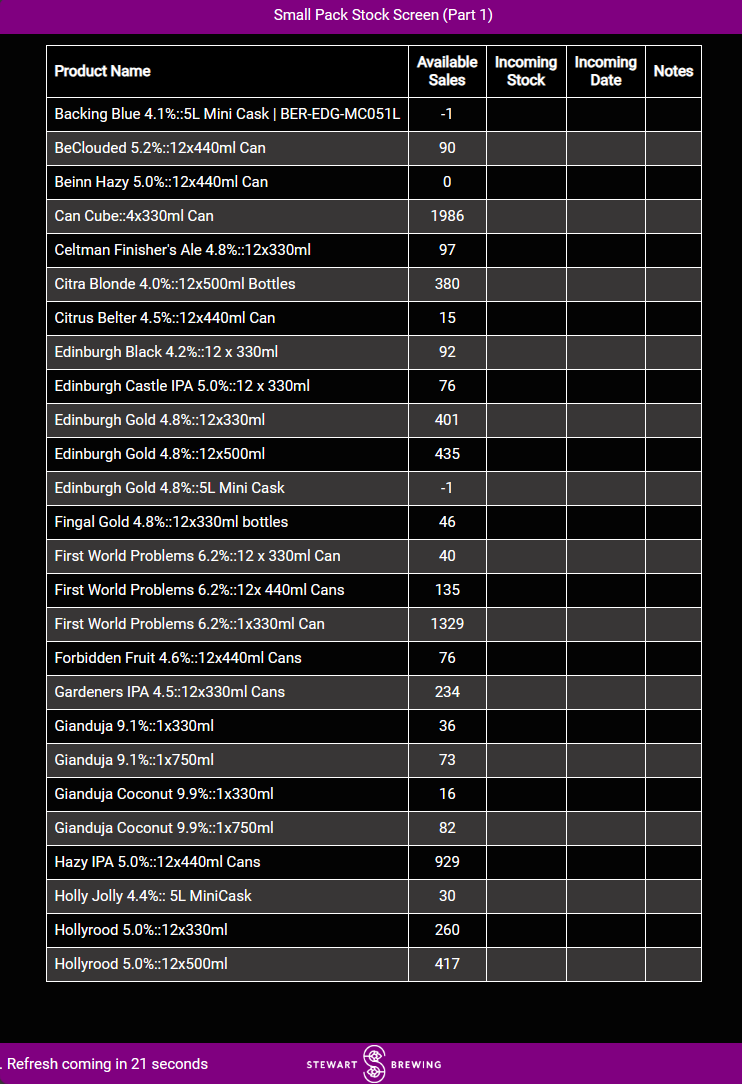 Small Pack Stock Screen (Part 1)
Product Name Available Sales Incoming Stock Incoming Date Notes
Backing Blue 4.1%::5L Mini Cask | BER-EDG-MC051L -1
BeClouded 5.2%::12x440ml Can 90
Beinn Hazy 5.0%::12x440ml Can 0
Can Cube::4x330ml Can 1986
Celtman Finisher's Ale 4.8%::12x330ml 97
Citra Blonde 4.0%::12x500ml Bottles 380
Citrus Belter 4.5%::12x440ml Can 15
Edinburgh Black 4.2%::12 x 330ml 92
Edinburgh Castle IPA 5.0%::12 x 330ml 76
Edinburgh Gold 4.8%::12x330ml 401
Edinburgh Gold 4.8%::12x500ml 435
Edinburgh Gold 4.8%::5L Mini Cask -1
Fingal Gold 4.8%::12x330ml bottles 46
First World Problems 6.2%::12 x 330ml Can 40
First World Problems 6.2%::12x 440ml Cans 135
First World Problems 6.2%::1x330ml Can 1329
Forbidden Fruit 4.6%::12x440ml Cans 76
Gardeners IPA 4.5::12x330ml Cans 234
Gianduja 9.1%::1x330ml 36
Gianduja 9.1%::1x750ml 73
Gianduja Coconut 9.9%::1x330ml 16
Gianduja Coconut 9.9%::1x750ml 82
Hazy IPA 5.0%::12x440ml Cans 929
Holly Jolly 4.4%:: 5L MiniCask 30
Hollyrood 5.0%::12x330ml 260
Hollyrood 5.0%::12x500ml 417
. Refresh coming in 21 seconds
STEWART BREWING